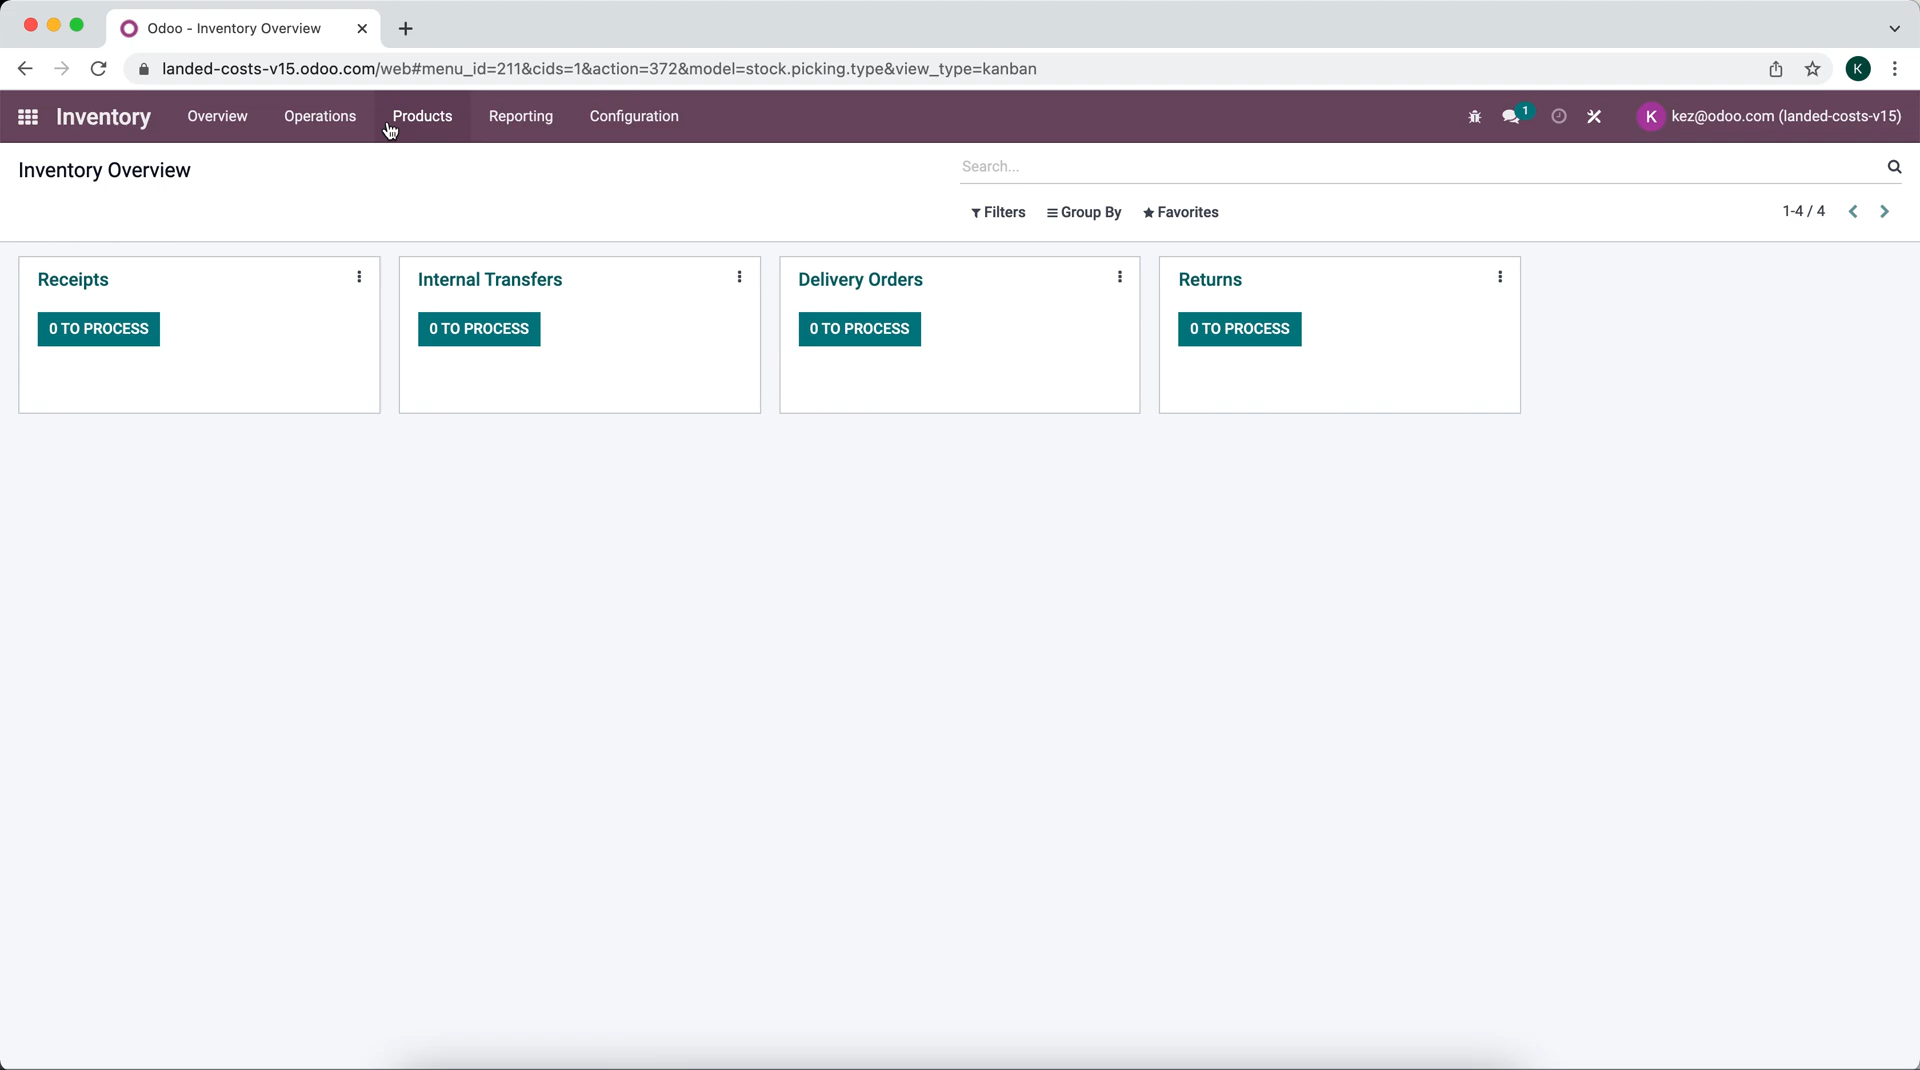 Odoo - Inventory Overview
landed-costs-v15.odoo.com/web#menu_id=211&cids=1&action=372&model=stock.picking.type&view_type=kanban
K
Inventory Overview Operations Products Reporting Configuration 1 K kez@odoo.com (landed-costs-v15)
Inventory Overview
Search...
Filters Group By Favorites 1-4 / 4
Receipts Internal Transfers Delivery Orders Returns
0 TO PROCESS 0 TO PROCESS 0 TO PROCESS 0 TO PROCESS